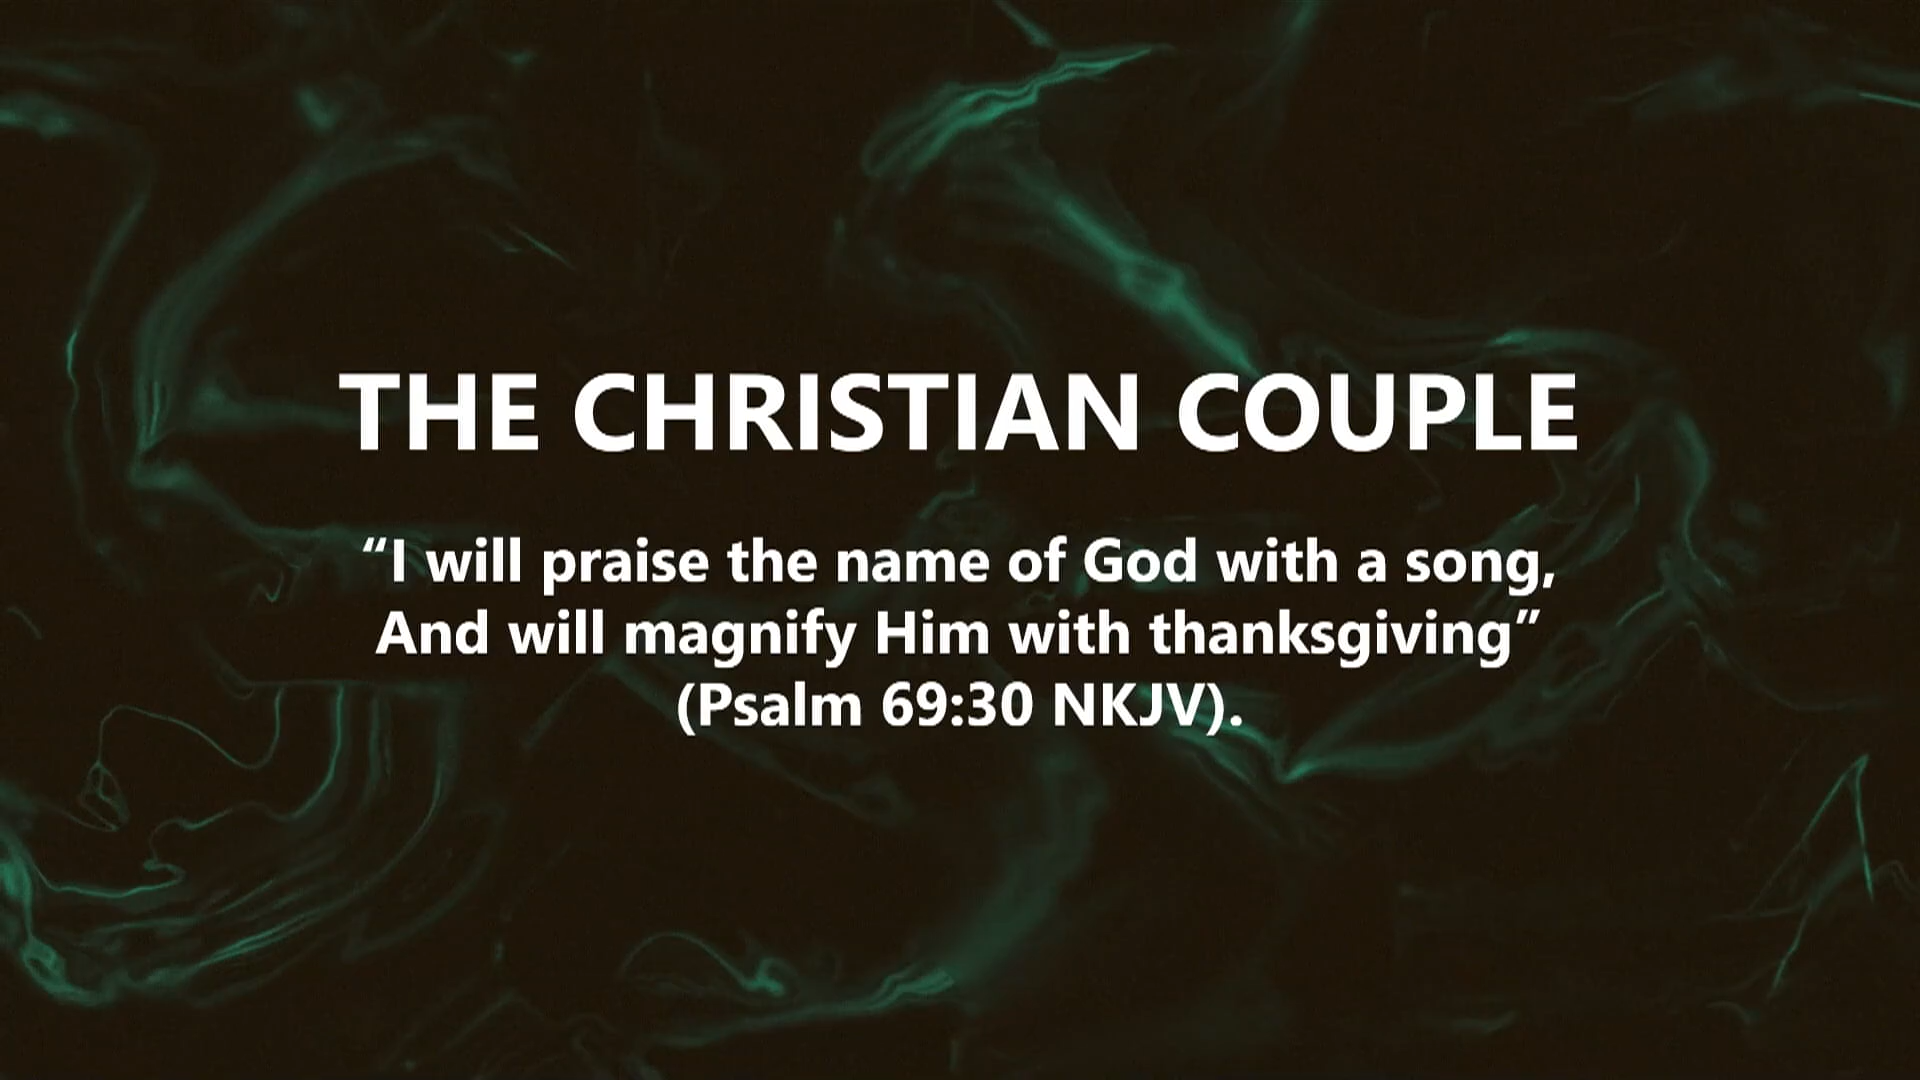 THE CHRISTIAN COUPLE
“I will praise the name of God with a song,
And will magnify Him with thanksgiving”
(Psalm 69:30 NKJV).